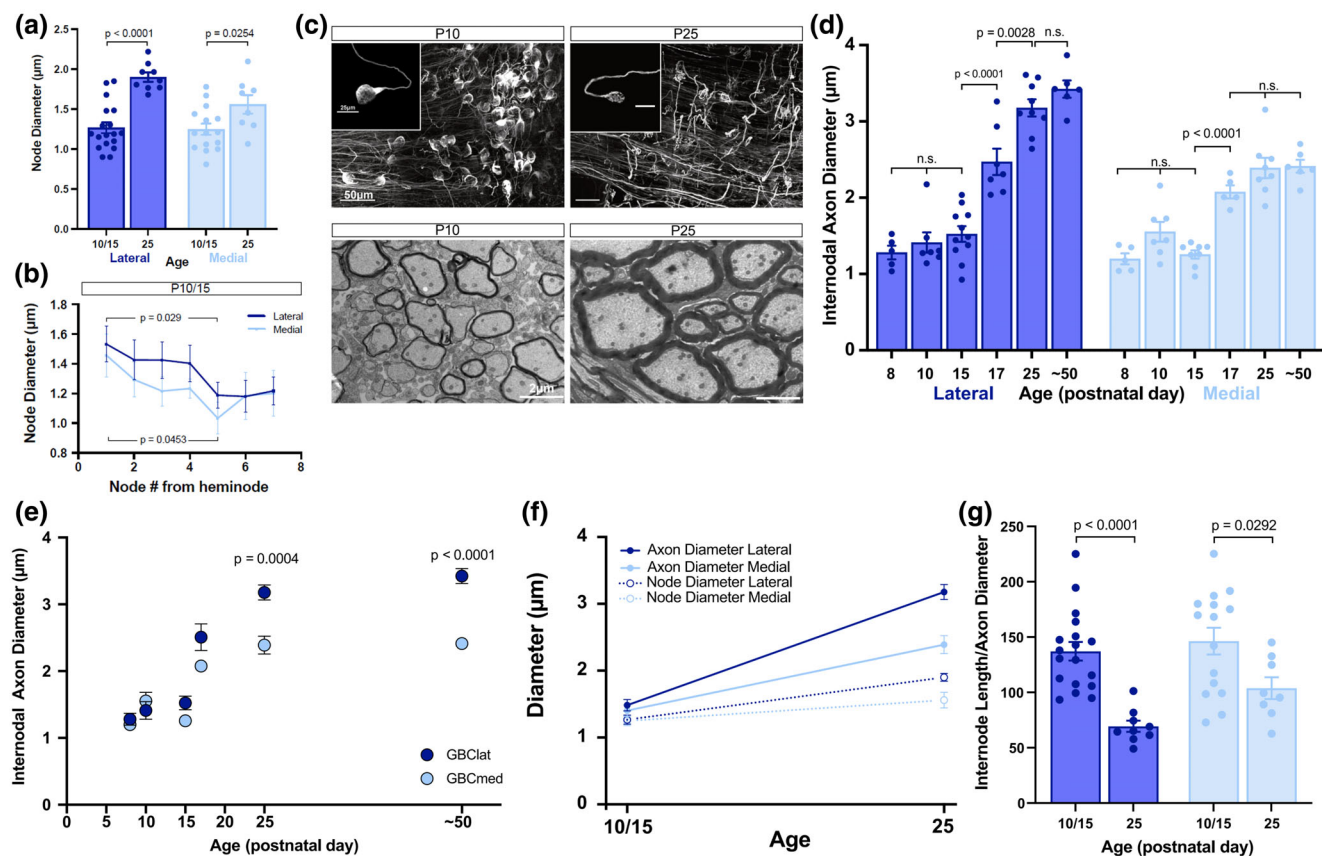 (a)
p < 0.0001
p = 0.0254
2.5
2.0
1.5
1.0
0.5
0.0
Node Diameter (µm)
10/15
25
10/15
25
Lateral
Age
Medial
(b)
P10/15
1.8
1.6
1.4
1.2
1.0
0.8
Node Diameter (µm)
p = 0.029
Lateral
Medial
p = 0.0453
0
2
4
6
8
Node # from heminode
(c)
P10
P25
25µm
50µm
P10
P25
2µm
(d)
4
3
2
1
0
Internodal Axon Diameter (µm)
n.s.
p < 0.0001
p = 0.0028
n.s.
n.s.
p < 0.0001
n.s.
8
10
15
17
25
~50
8
10
15
17
25
~50
Lateral
Age (postnatal day)
Medial
(e)
4
3
2
1
0
Internodal Axon Diameter (µm)
p = 0.0004
p < 0.0001
GBClat
GBCmed
0
5
10
15
20
25
~50
Age (postnatal day)
(f)
4
3
2
1
0
Diameter (µm)
Axon Diameter Lateral
Axon Diameter Medial
Node Diameter Lateral
Node Diameter Medial
10/15
25
Age
(g)
250
200
150
100
50
0
Internode Length/Axon Diameter
p < 0.0001
p = 0.0292
10/15
25
10/15
25
Age (postnatal day)